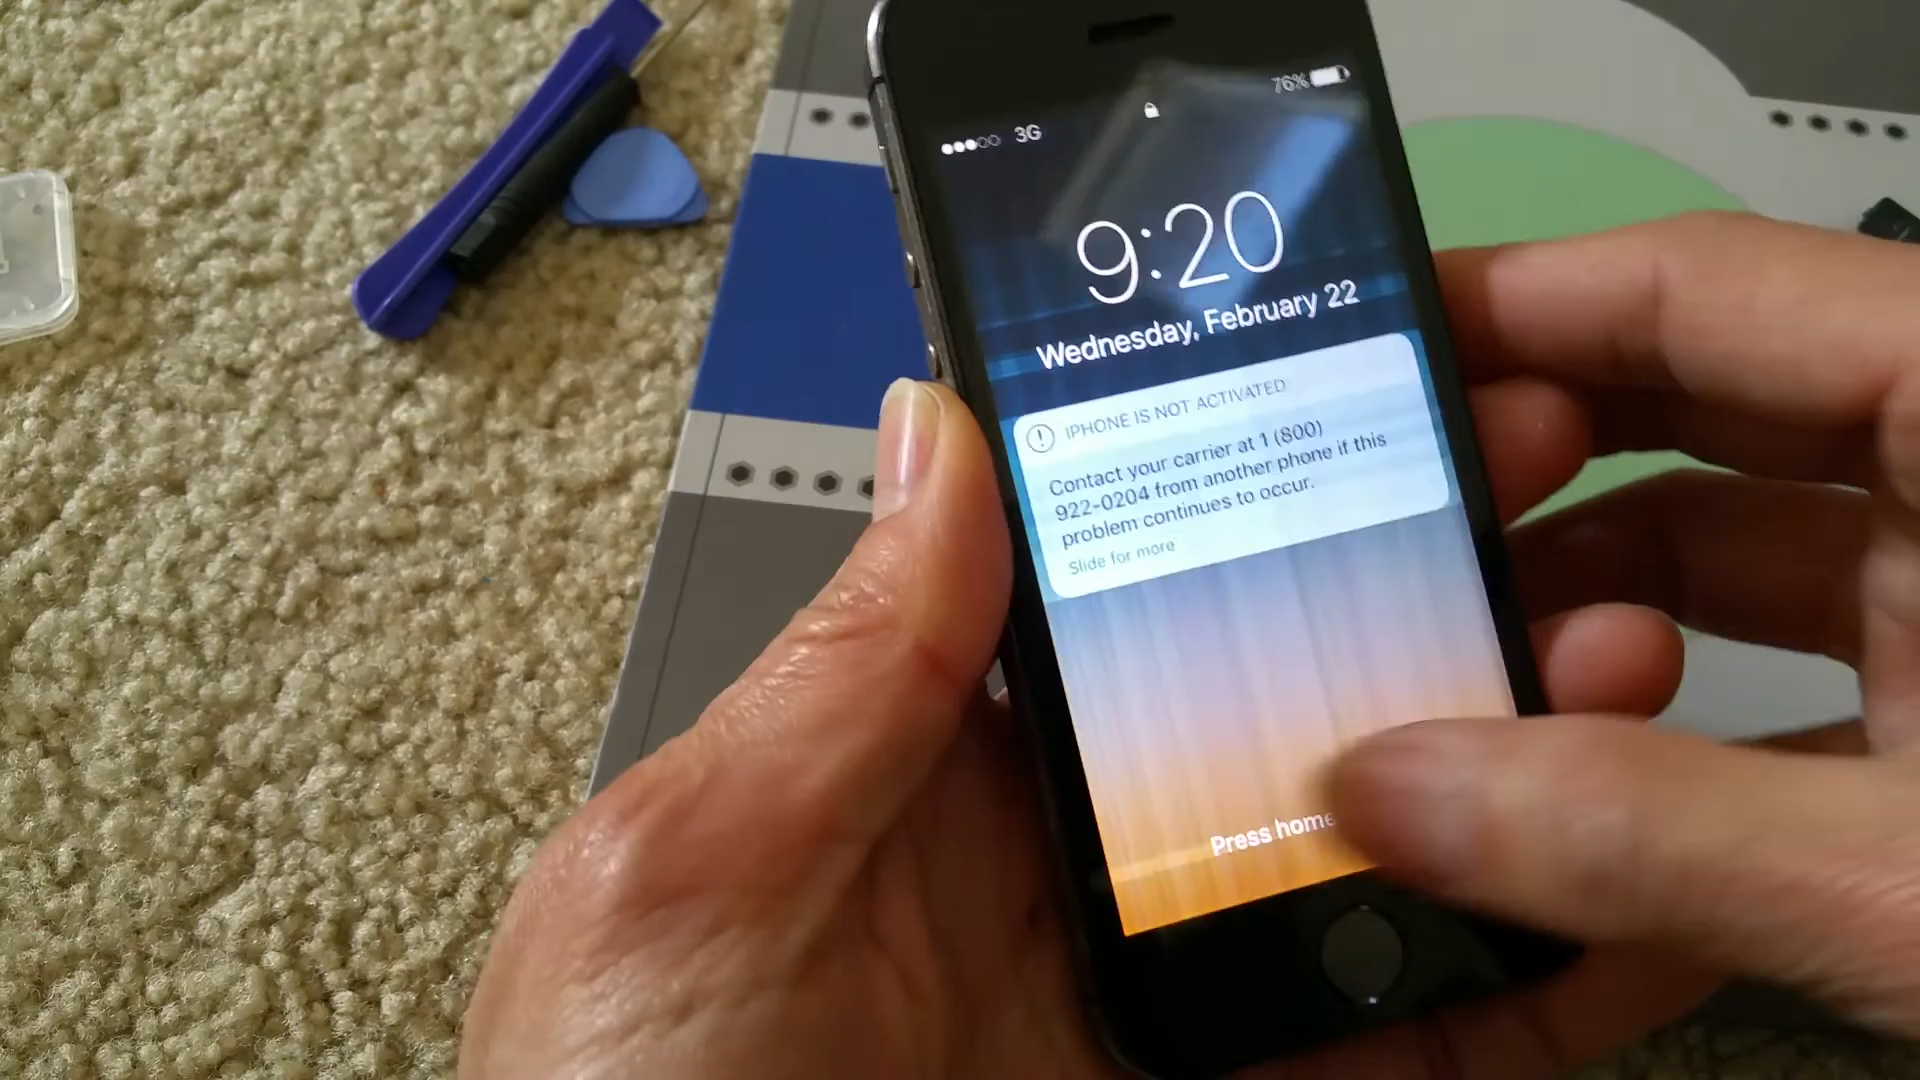 3G
76%
9:20
Wednesday, February 22
IPHONE IS NOT ACTIVATED
Contact your carrier at 1 (800)
922-0204 from another phone if this
problem continues to occur.
Slide for more
Press home